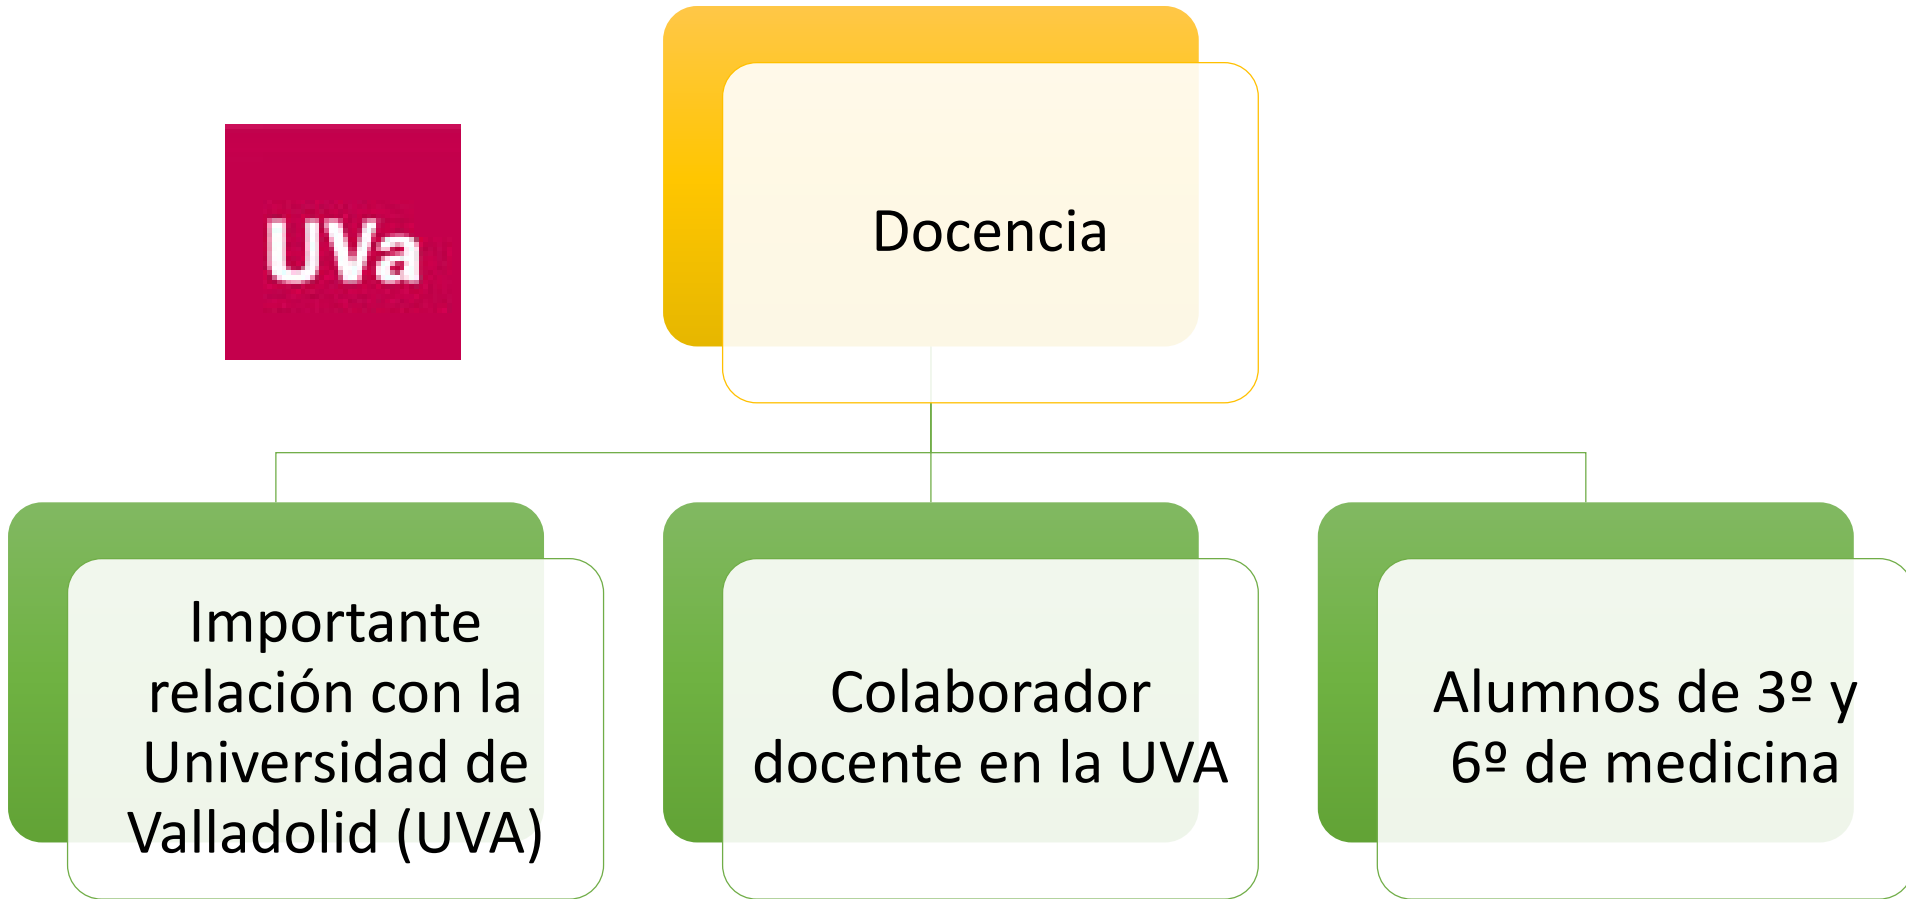 UVa
Docencia
Importante
relación con la
Universidad de
Valladolid (UVA)
Colaborador
docente en la UVA
Alumnos de 3º y
6º de medicina